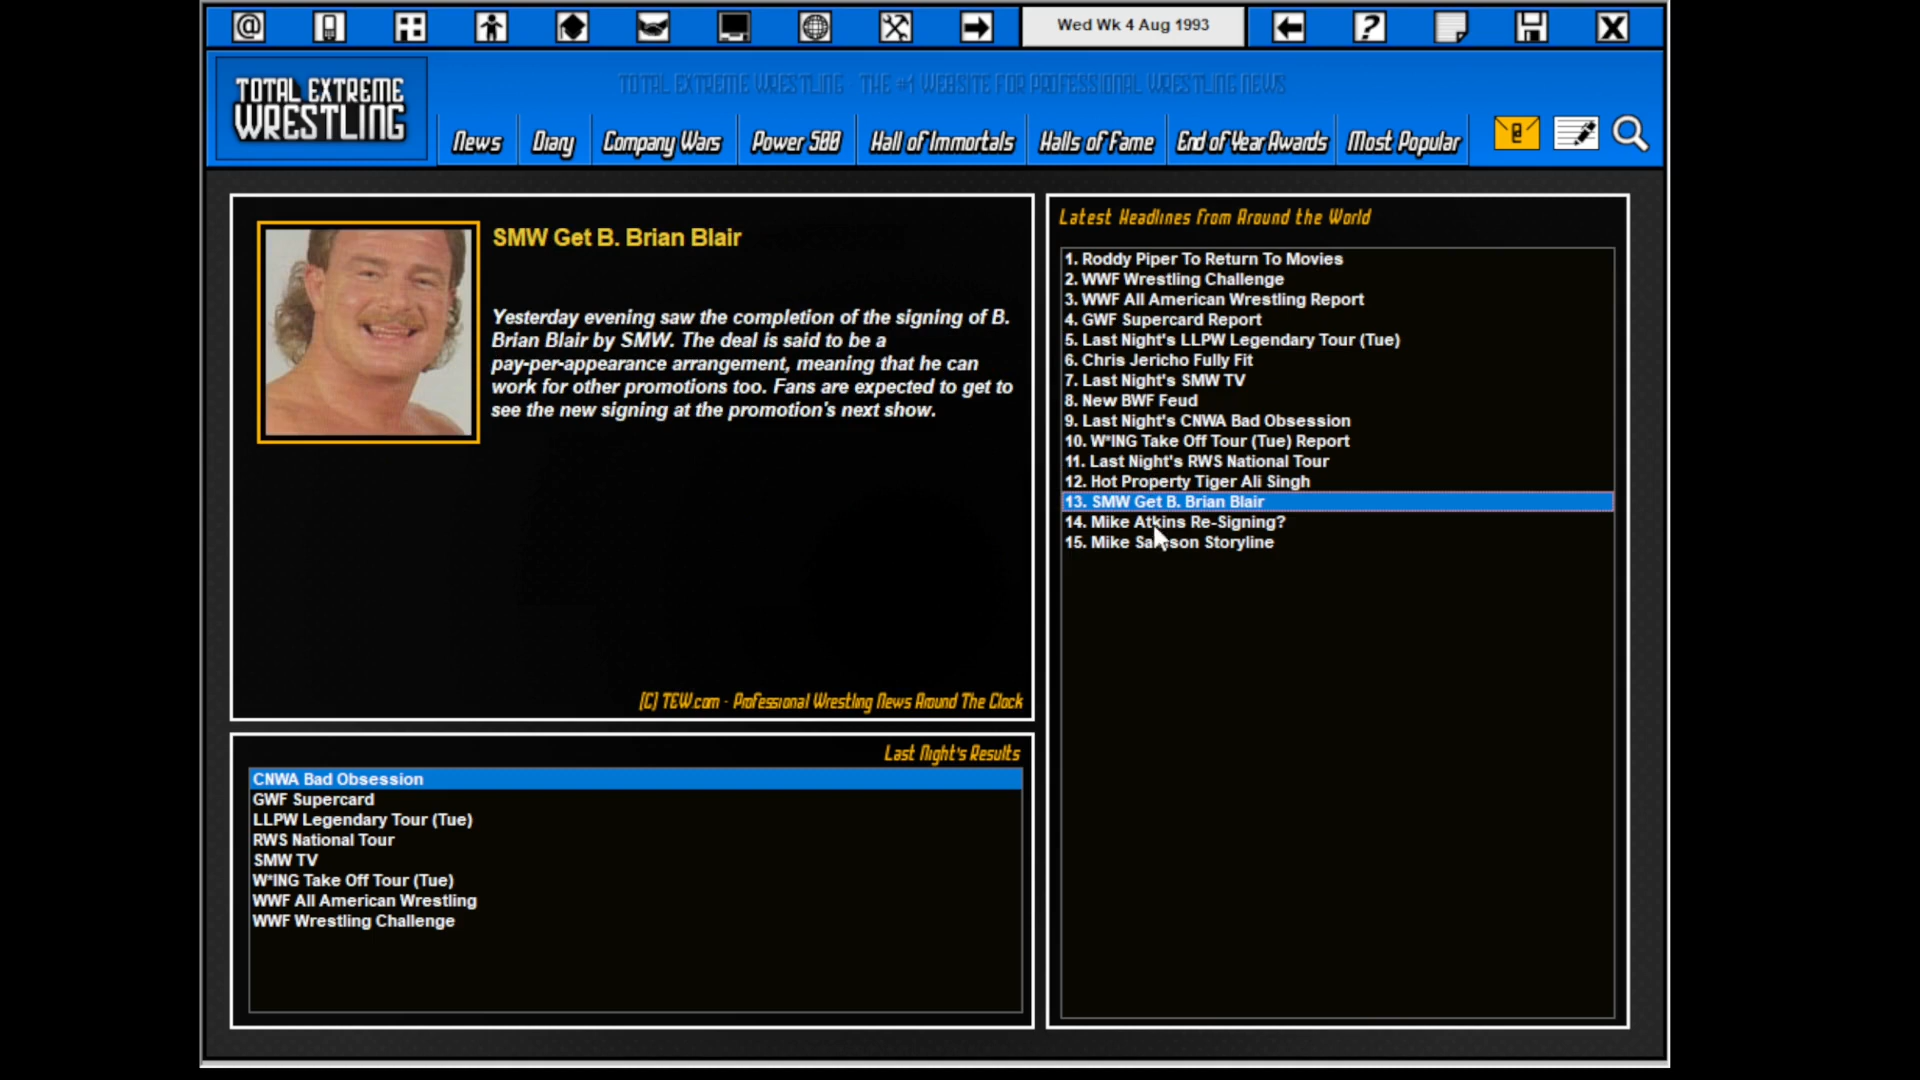 Wed Wk 4 Aug 1993
TOTAL EXTREME WRESTLING THE #1 WEBSITE FOR PROFESSIONAL WRESTLING NEWS
TOTAL EXTREME
WRESTLING
News
Diary
Company Wars
Power 500
Hall of Immortals
Halls of Fame
End of Year Awards
Most Popular
SMW Get B. Brian Blair
Yesterday evening saw the completion of the signing of B.
Brian Blair by SMW. The deal is said to be a
pay-per-appearance arrangement, meaning that he can
work for other promotions too. Fans are expected to get to
see the new signing at the promotion's next show.
(C) TEW.com - Professional Wrestling News Around The Clock
Latest Headlines From Around the World
1. Roddy Piper To Return To Movies
2. WWF Wrestling Challenge
3. WWF All American Wrestling Report
4. GWF Supercard Report
5. Last Night's LLPW Legendary Tour (Tue)
6. Chris Jericho Fully Fit
7. Last Night's SMW TV
8. New BWF Feud
9. Last Night's CNWA Bad Obsession
10. W*ING Take Off Tour (Tue) Report
11. Last Night's RWS National Tour
12. Hot Property Tiger Ali Singh
13. SMW Get B. Brian Blair
14. Mike Atkins Re-Signing?
15. Mike Storyline
Last Night's Results
CNWA Bad Obsession
GWF Supercard
LLPW Legendary Tour (Tue)
RWS National Tour
SMW TV
W*ING Take Off Tour (Tue)
WWF All American Wrestling
WWF Wrestling Challenge